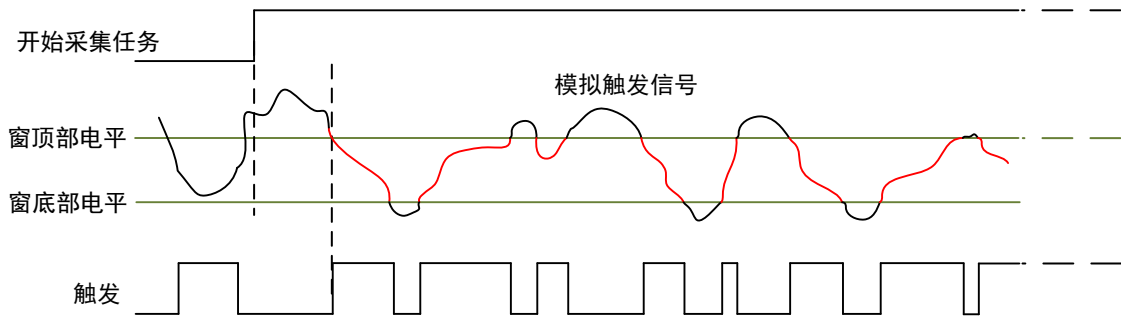 开始采集任务
模拟触发信号
窗顶部电平
窗底部电平
触发